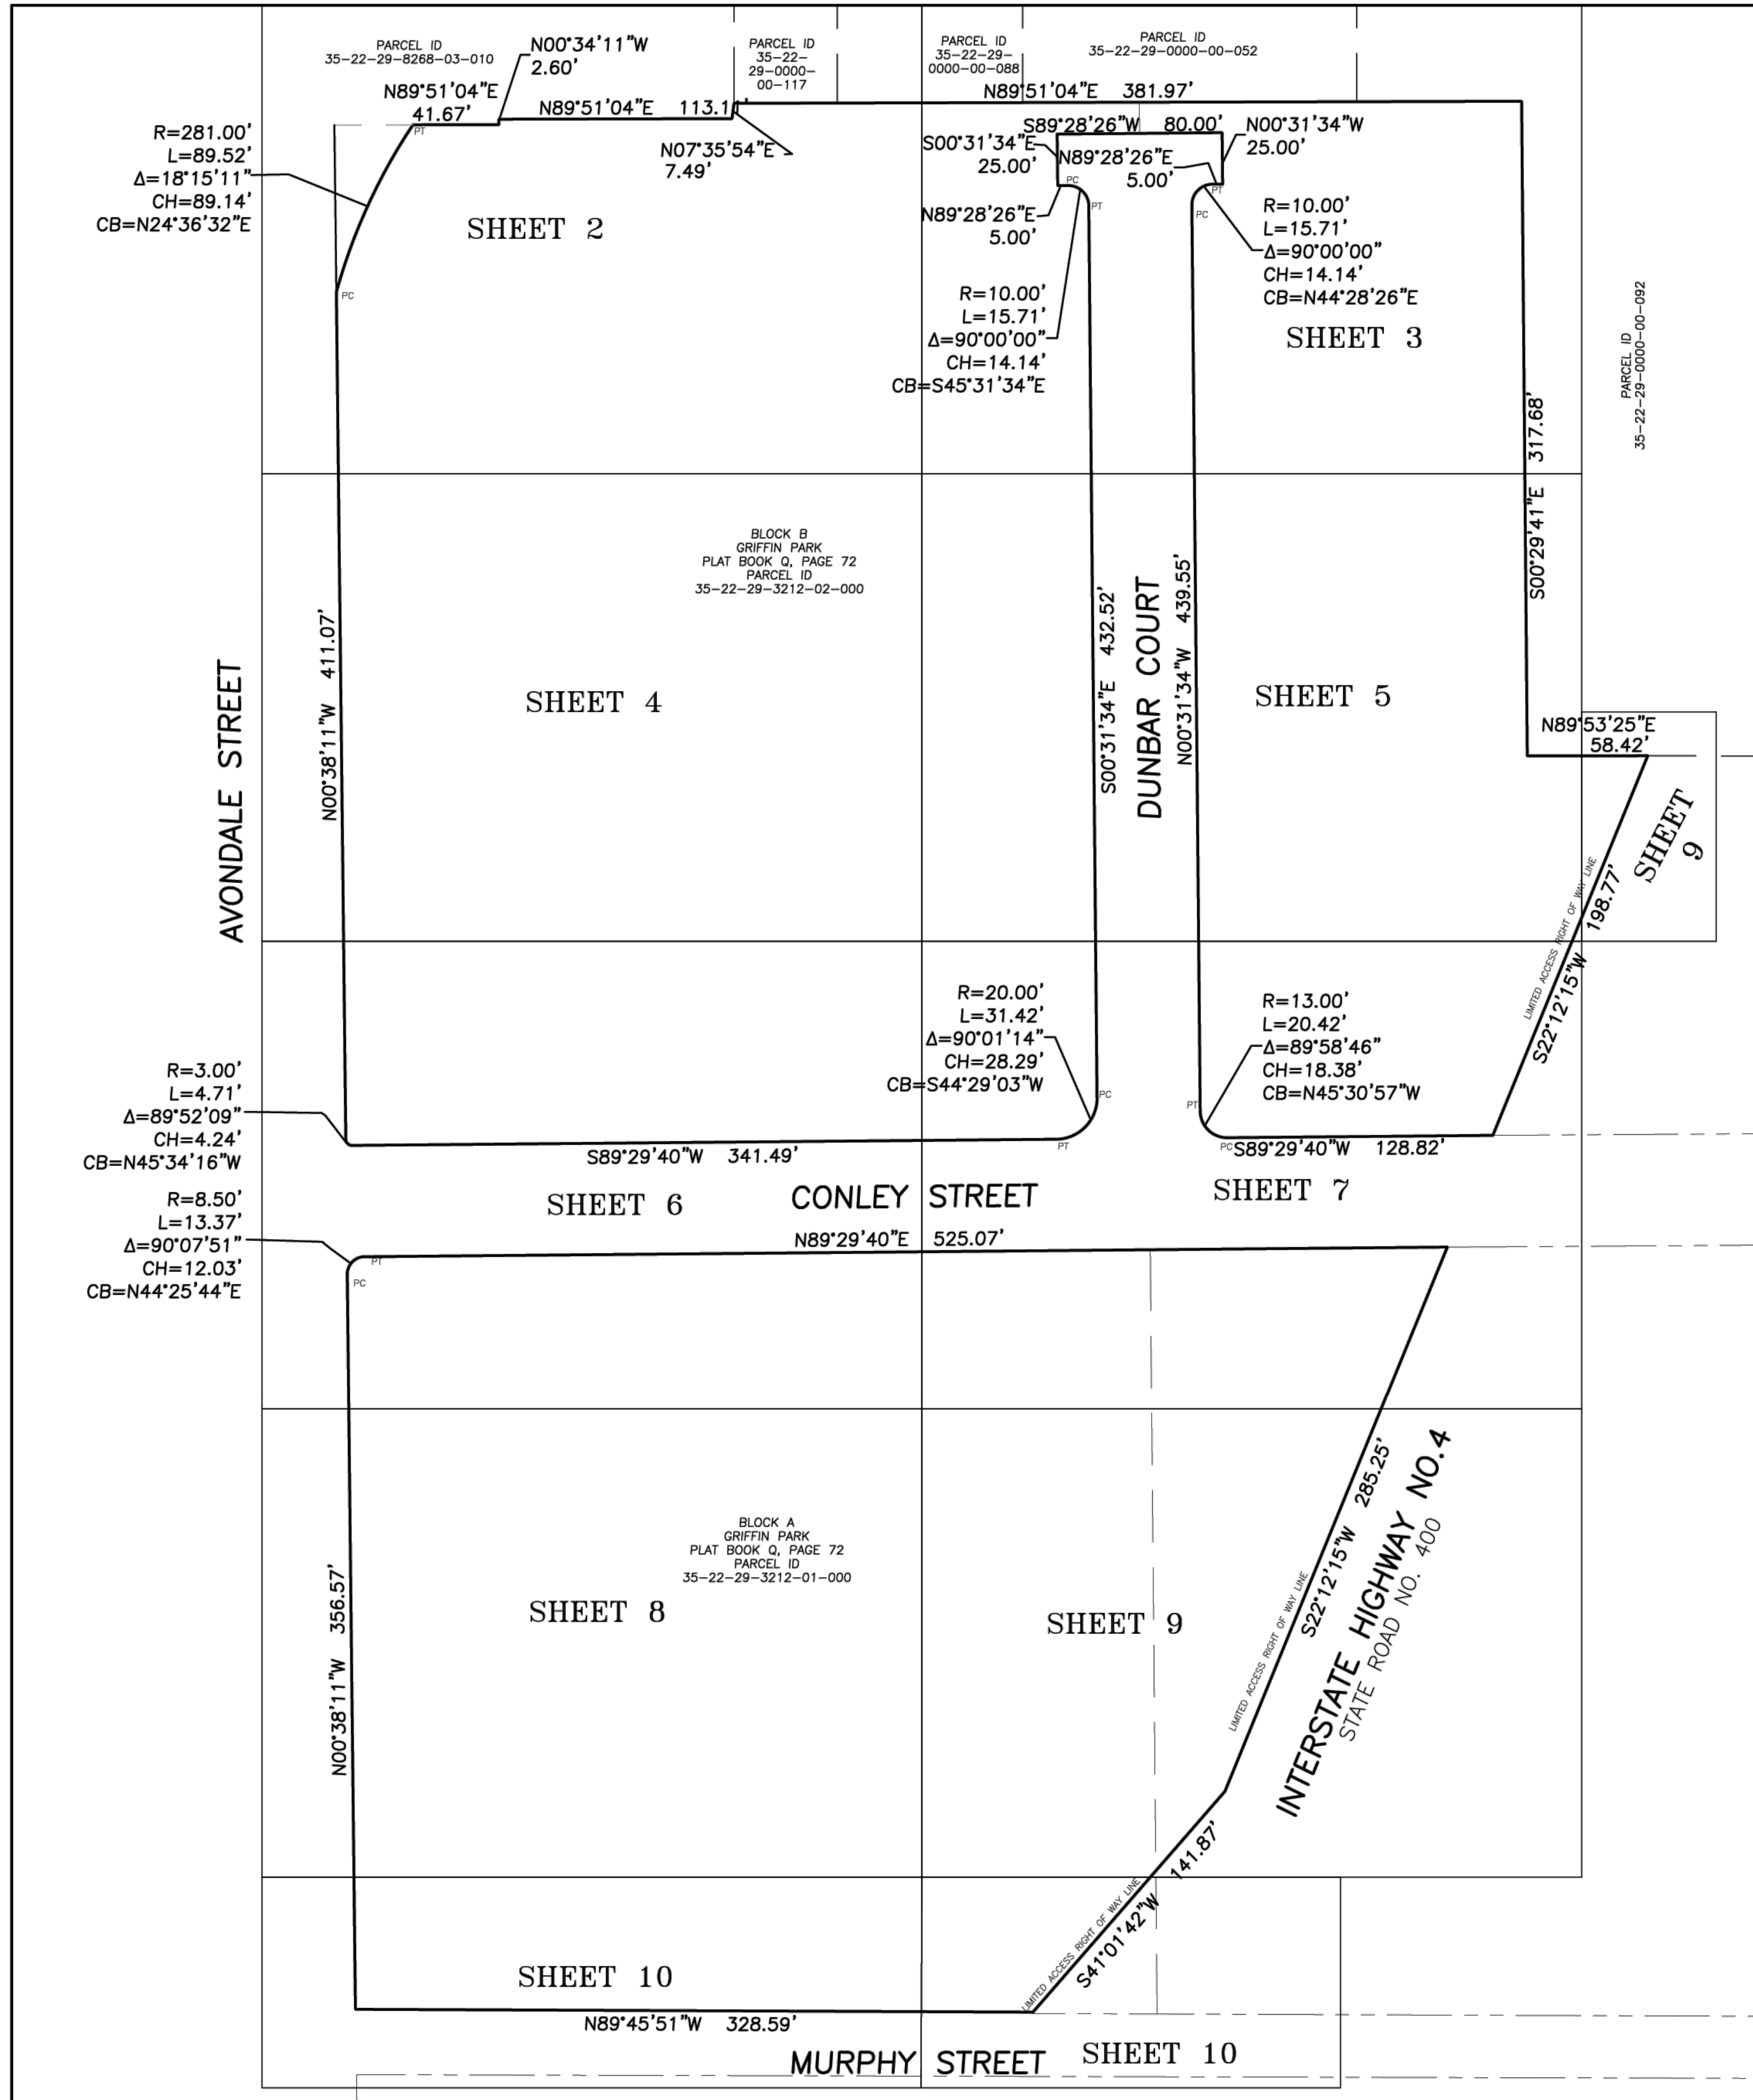 PARCEL ID
35-22-29-8268-03-010
N00°34'11"W
2.60'
PARCEL ID
35-22-
29-0000-
00-117
PARCEL ID
35-22-29-
0000-00-088
PARCEL ID
35-22-29-0000-00-052
N89°51'04"E
41.67'
PT
N89°51'04"E 113.11'
N89°51'04"E 381.97'
N07°35'54"E
7.49'
R=281.00'
L=89.52'
Δ=18°15'11"
CH=89.14'
CB=N24°36'32"E
PC
SHEET 2
S89°28'26"W 80.00'
S00°31'34"E
25.00'
N89°28'26"E
5.00'
N00°31'34"W
25.00'
PC
PT
PT
PC
N89°28'26"E
5.00'
R=10.00'
L=15.71'
Δ=90°00'00"
CH=14.14'
CB=S45°31'34"E
R=10.00'
L=15.71'
Δ=90°00'00"
CH=14.14'
CB=N44°28'26"E
SHEET 3
PARCEL ID
35-22-29-0000-00-092
S00°29'41"E 317.68'
BLOCK B
GRIFFIN PARK
PLAT BOOK Q, PAGE 72
PARCEL ID
35-22-29-3212-02-000
AVONDALE STREET
N00°38'11"W 411.07'
SHEET 4
S00°31'34"E 432.52'
DUNBAR COURT
N00°31'34"W 439.55'
SHEET 5
N89°53'25"E
58.42'
SHEET
9
LIMITED ACCESS RIGHT OF WAY LINE
S22°12'15"W 198.77'
R=20.00'
L=31.42'
Δ=90°01'14"
CH=28.29'
CB=S44°29'03"W
PC
PT
R=13.00'
L=20.42'
Δ=89°58'46"
CH=18.38'
CB=N45°30'57"W
PT
PC
R=3.00'
L=4.71'
Δ=89°52'09"
CH=4.24'
CB=N45°34'16"W
S89°29'40"W 341.49'
S89°29'40"W 128.82'
SHEET 6
CONLEY STREET
SHEET 7
R=8.50'
L=13.37'
Δ=90°07'51"
CH=12.03'
CB=N44°25'44"E
PT
PC
N89°29'40"E 525.07'
BLOCK A
GRIFFIN PARK
PLAT BOOK Q, PAGE 72
PARCEL ID
35-22-29-3212-01-000
N00°38'11"W 356.57'
SHEET 8
SHEET 9
LIMITED ACCESS RIGHT OF WAY LINE
S22°12'15"W 285.25'
INTERSTATE HIGHWAY NO.4
STATE ROAD NO. 400
LIMITED ACCESS RIGHT OF WAY LINE
S41°01'42"W 141.87'
SHEET 10
N89°45'51"W 328.59'
MURPHY STREET
SHEET 10